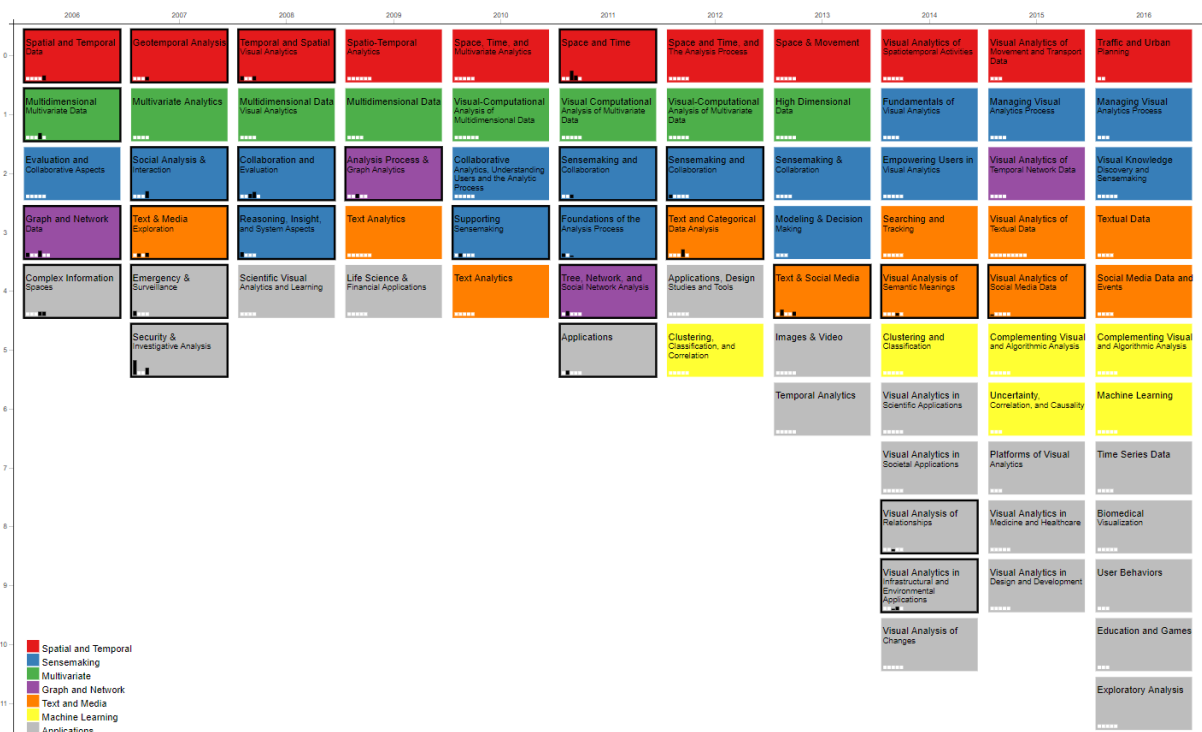 2006 2007 2008 2009 2010 2011 2012 2013 2014 2015 2016
0
Spatial and Temporal
Data
Geotemporal Analysis
Temporal and Spatial
Visual Analytics
Spatio-Temporal
Analytics
Space, Time, and
Multivariate Analytics
Space and Time
Space and Time, and
The Analysis Process
Space & Movement
Visual Analytics of
Spatiotemporal Activities
Visual Analytics of
Movement and Transport
Data
Traffic and Urban
Planning
1
Multidimensional
Multivariate Data
Multivariate Analytics
Multidimensional Data
Visual Analytics
Multidimensional Data
Visual-Computational
Analysis of
Multidimensional Data
Visual Computational
Analysis of Multivariate
Data
Visual-Computational
Analysis of Multivariate
Data
High Dimensional
Data
Fundamentals of
Visual Analytics
Managing Visual
Analytics Process
Managing Visual
Analytics Process
2
Evaluation and
Collaborative Aspects
Social Analysis &
Interaction
Collaboration and
Evaluation
Analysis Process &
Graph Analytics
Collaborative
Analytics, Understanding
Users and the Analytic
Process
Sensemaking and
Collaboration
Sensemaking and
Collaboration
Sensemaking &
Collabration
Empowering Users in
Visual Analytics
Visual Analytics of
Temporal Network Data
Visual Knowledge
Discovery and
Sensemaking
3
Graph and Network
Data
Text & Media
Exploration
Reasoning, Insight,
and System Aspects
Text Analytics
Supporting
Sensemaking
Foundations of the
Analysis Process
Text and Categorical
Data Analysis
Modeling & Decision
Making
Searching and
Tracking
Visual Analytics of
Textual Data
Textual Data
4
Complex Information
Spaces
Emergency &
Surveillance
Scientific Visual
Analytics and Learning
Life Science &
Financial Applications
Text Analytics
Tree, Network, and
Social Network Analysis
Applications, Design
Studies and Tools
Text & Social Media
Visual Analysis of
Semantic Meanings
Visual Analytics of
Social Media Data
Social Media Data and
Events
5
Security &
Investigative Analysis
Applications
Clustering,
Classification, and
Correlation
Images & Video
Clustering and
Classification
Complementing Visual
and Algorithmic Analysis
Complementing Visual
and Algorithmic Analysis
6
Temporal Analytics
Visual Analytics in
Scientific Applications
Uncertainty,
Correlation, and Causality
Machine Learning
7
Visual Analytics in
Societal Applications
Platforms of Visual
Analytics
Time Series Data
8
Visual Analysis of
Relationships
Visual Analytics in
Medicine and Healthcare
Biomedical
Visualization
9
Visual Analytics in
Infrastructural and
Environmental
Applications
Visual Analytics in
Design and Development
User Behaviors
10
Visual Analysis of
Changes
Education and Games
11
Exploratory Analysis
Spatial and Temporal
Sensemaking
Multivariate
Graph and Network
Text and Media
Machine Learning
Applications